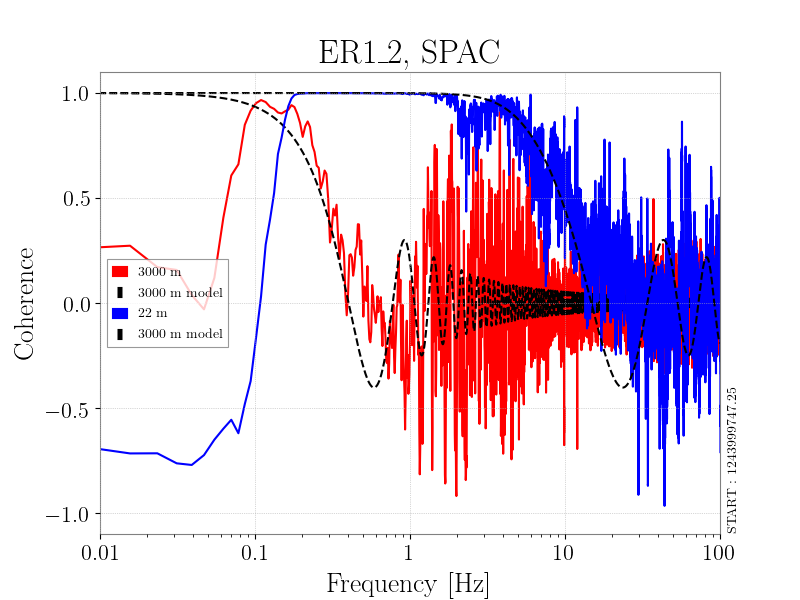 ER1_2, SPAC
1.0
0.5
0.0
−0.5
−1.0
Coherence
3000 m
3000 m model
22 m
3000 m model
START : 1243999747.25
0.01
0.1
1
10
100
Frequency [Hz]